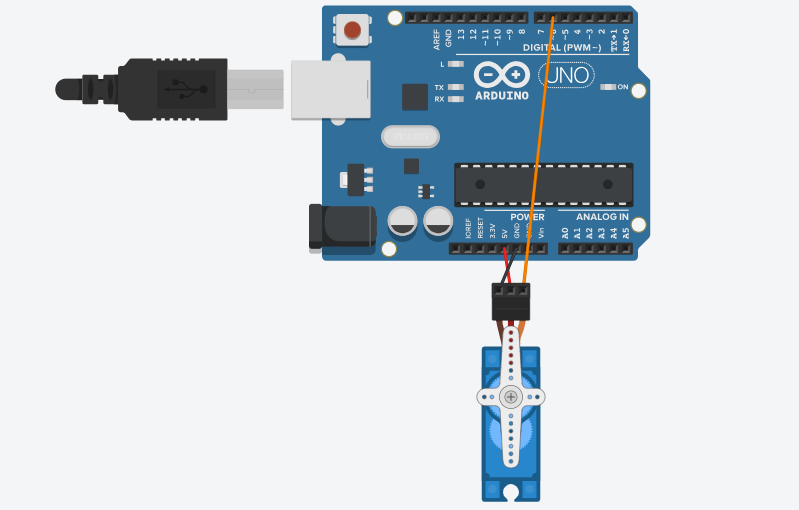 AREF
GND
13
12
~11
~10
~9
8
7
~6
~5
4
~3
2
TX→1
RX←0
DIGITAL (PWM~)
L
TX
RX
UNO
ARDUINO
ON
POWER
ANALOG IN
IOREF
RESET
3.3V
5V
GND
GND
Vin
A0
A1
A2
A3
A4
A5